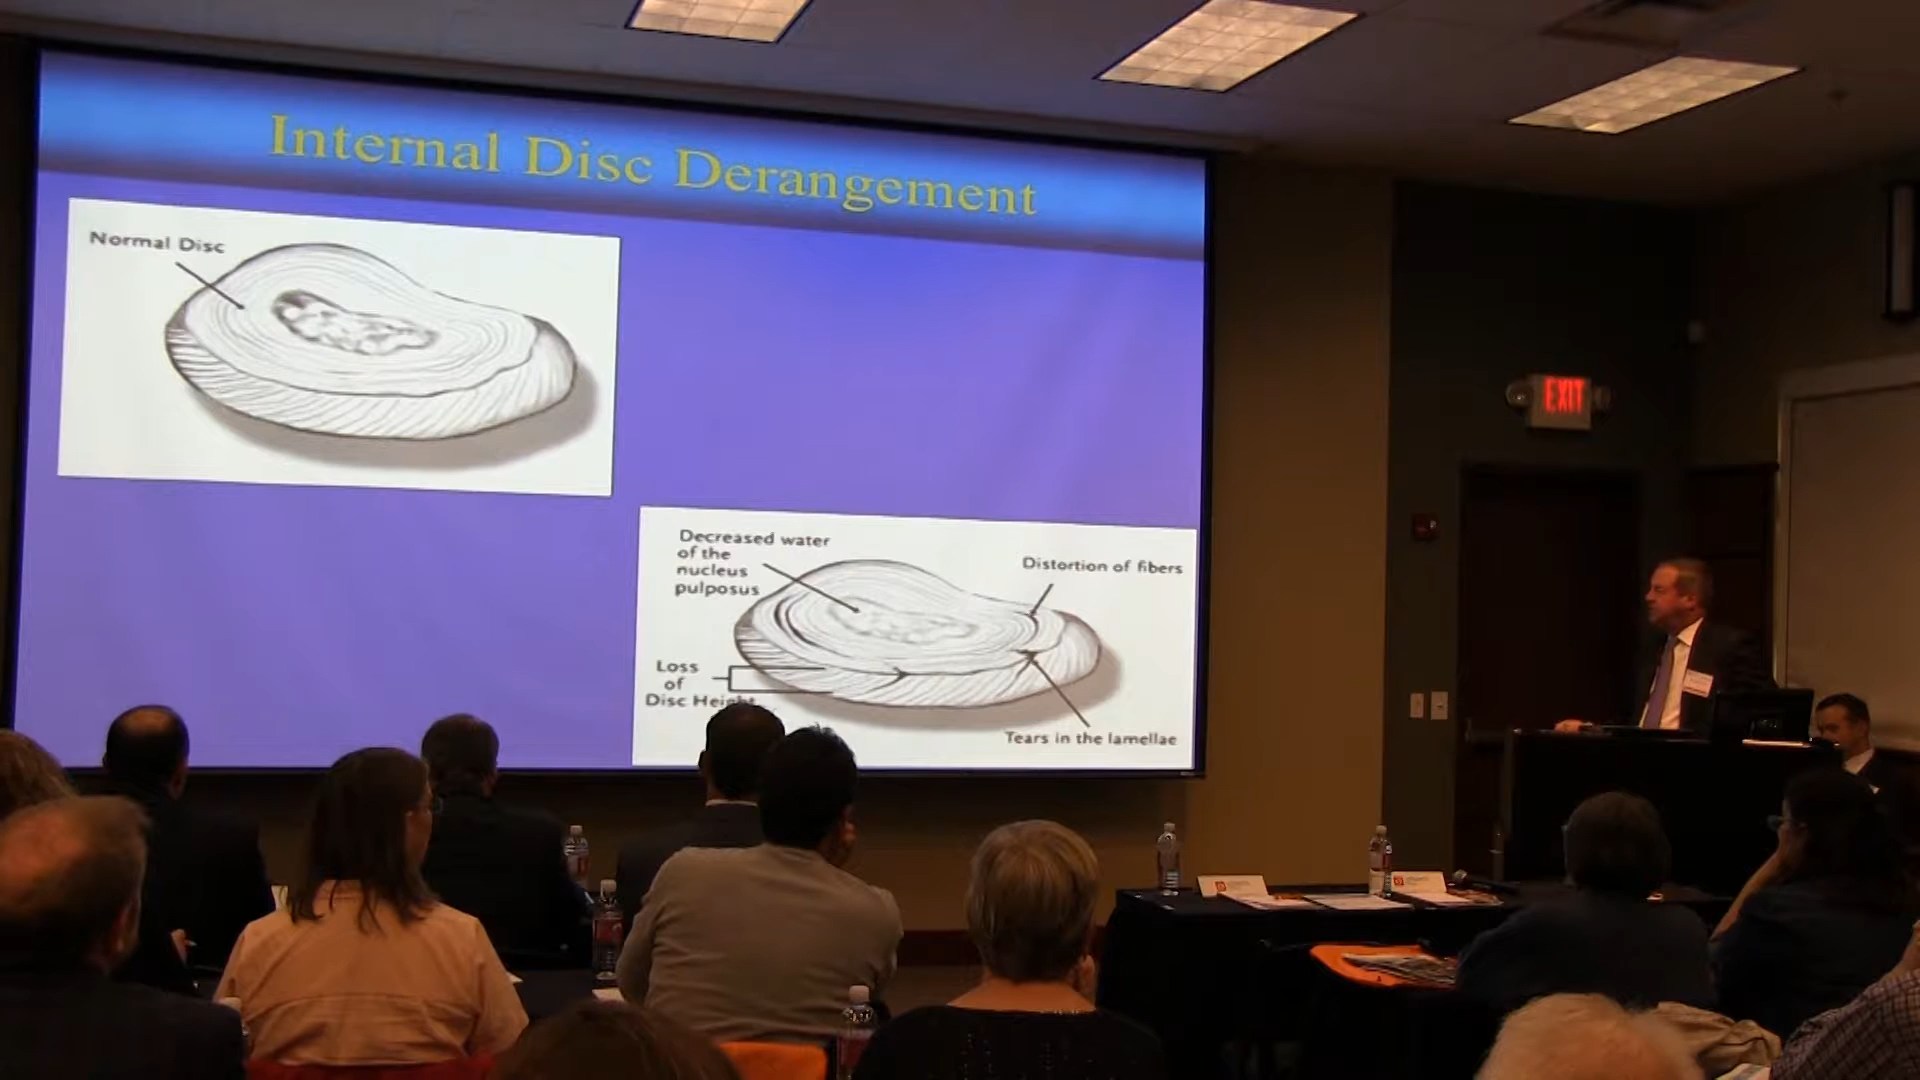 Internal Disc Derangement
Normal Disc
Decreased water
of the
nucleus
pulposus
Distortion of fibers
Loss
of
Disc Height
Tears in the lamellae
EXIT